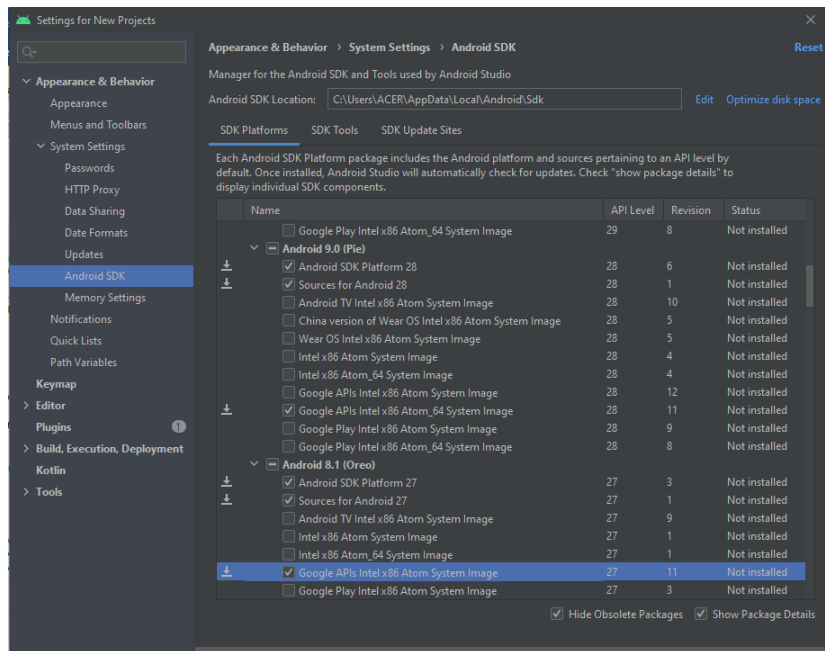 Settings for New Projects
Appearance & Behavior › System Settings › Android SDK Reset
Manager for the Android SDK and Tools used by Android Studio
Android SDK Location: C:\Users\ACER\AppData\Local\Android\Sdk Edit Optimize disk space
SDK Platforms SDK Tools SDK Update Sites
Each Android SDK Platform package includes the Android platform and sources pertaining to an API level by
default. Once installed, Android Studio will automatically check for updates. Check "show package details" to
display individual SDK components.
Appearance & Behavior
Appearance
Menus and Toolbars
System Settings
Passwords
HTTP Proxy
Data Sharing
Date Formats
Updates
Android SDK
Memory Settings
Notifications
Quick Lists
Path Variables
Keymap
Editor
Plugins 1
Build, Execution, Deployment
Kotlin
Tools
Name API Level Revision Status
Google Play Intel x86 Atom_64 System Image 29 8 Not installed
Android 9.0 (Pie)
Android SDK Platform 28 28 6 Not installed
Sources for Android 28 28 1 Not installed
Android TV Intel x86 Atom System Image 28 10 Not installed
China version of Wear OS Intel x86 Atom System Image 28 5 Not installed
Wear OS Intel x86 Atom System Image 28 5 Not installed
Intel x86 Atom System Image 28 4 Not installed
Intel x86 Atom_64 System Image 28 4 Not installed
Google APIs Intel x86 Atom System Image 28 12 Not installed
Google APIs Intel x86 Atom_64 System Image 28 11 Not installed
Google Play Intel x86 Atom System Image 28 9 Not installed
Google Play Intel x86 Atom_64 System Image 28 8 Not installed
Android 8.1 (Oreo)
Android SDK Platform 27 27 3 Not installed
Sources for Android 27 27 1 Not installed
Android TV Intel x86 Atom System Image 27 9 Not installed
Intel x86 Atom System Image 27 1 Not installed
Intel x86 Atom_64 System Image 27 1 Not installed
Google APIs Intel x86 Atom System Image 27 11 Not installed
Google Play Intel x86 Atom System Image 27 3 Not installed
Hide Obsolete Packages Show Package Details